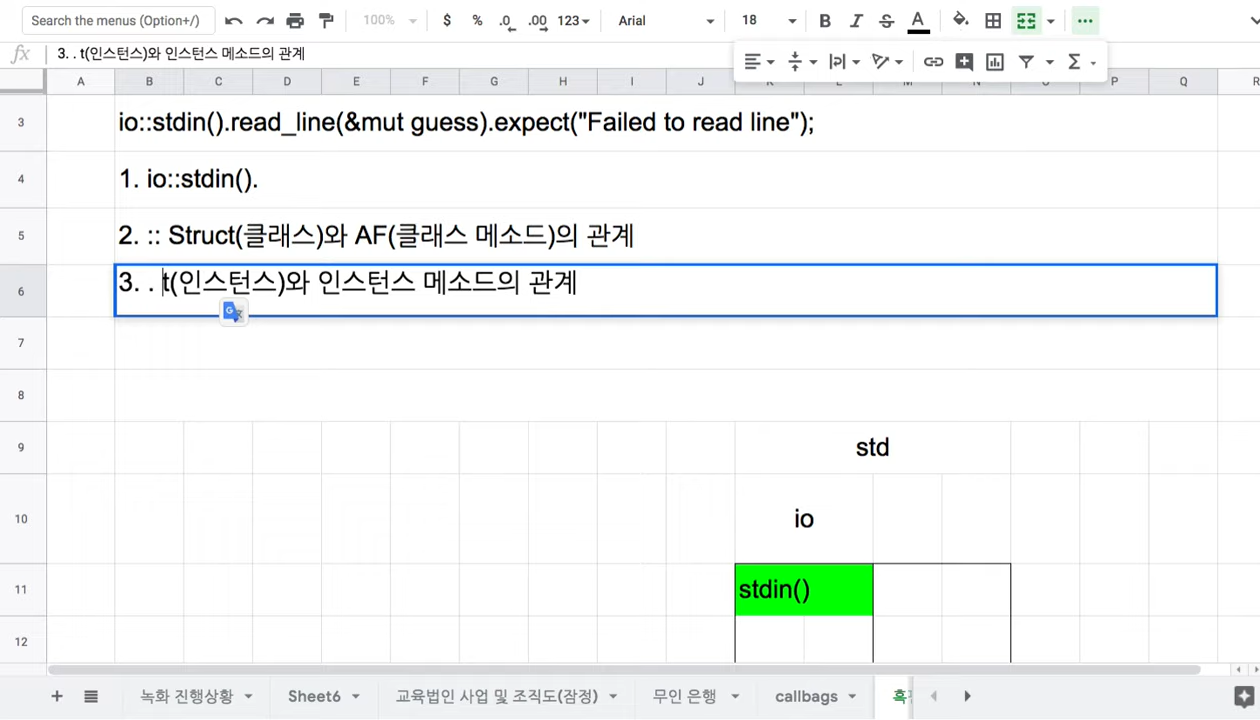 Search the menus (Option+/)
100%
$ % .0 .00 123
Arial
18
B I S A
fx
3. . t(인스턴스)와 인스턴스 메소드의 관계
A B C D E F G H I J K L M N P Q R
3
io::stdin().read_line(&mut guess).expect("Failed to read line");
4
1. io::stdin().
5
2. :: Struct(클래스)와 AF(클래스 메소드)의 관계
6
3. . t(인스턴스)와 인스턴스 메소드의 관계
7
8
9
std
10
io
11
stdin()
12
녹화 진행상황
Sheet6
교육법인 사업 및 조직도(잠정)
무인 은행
callbags